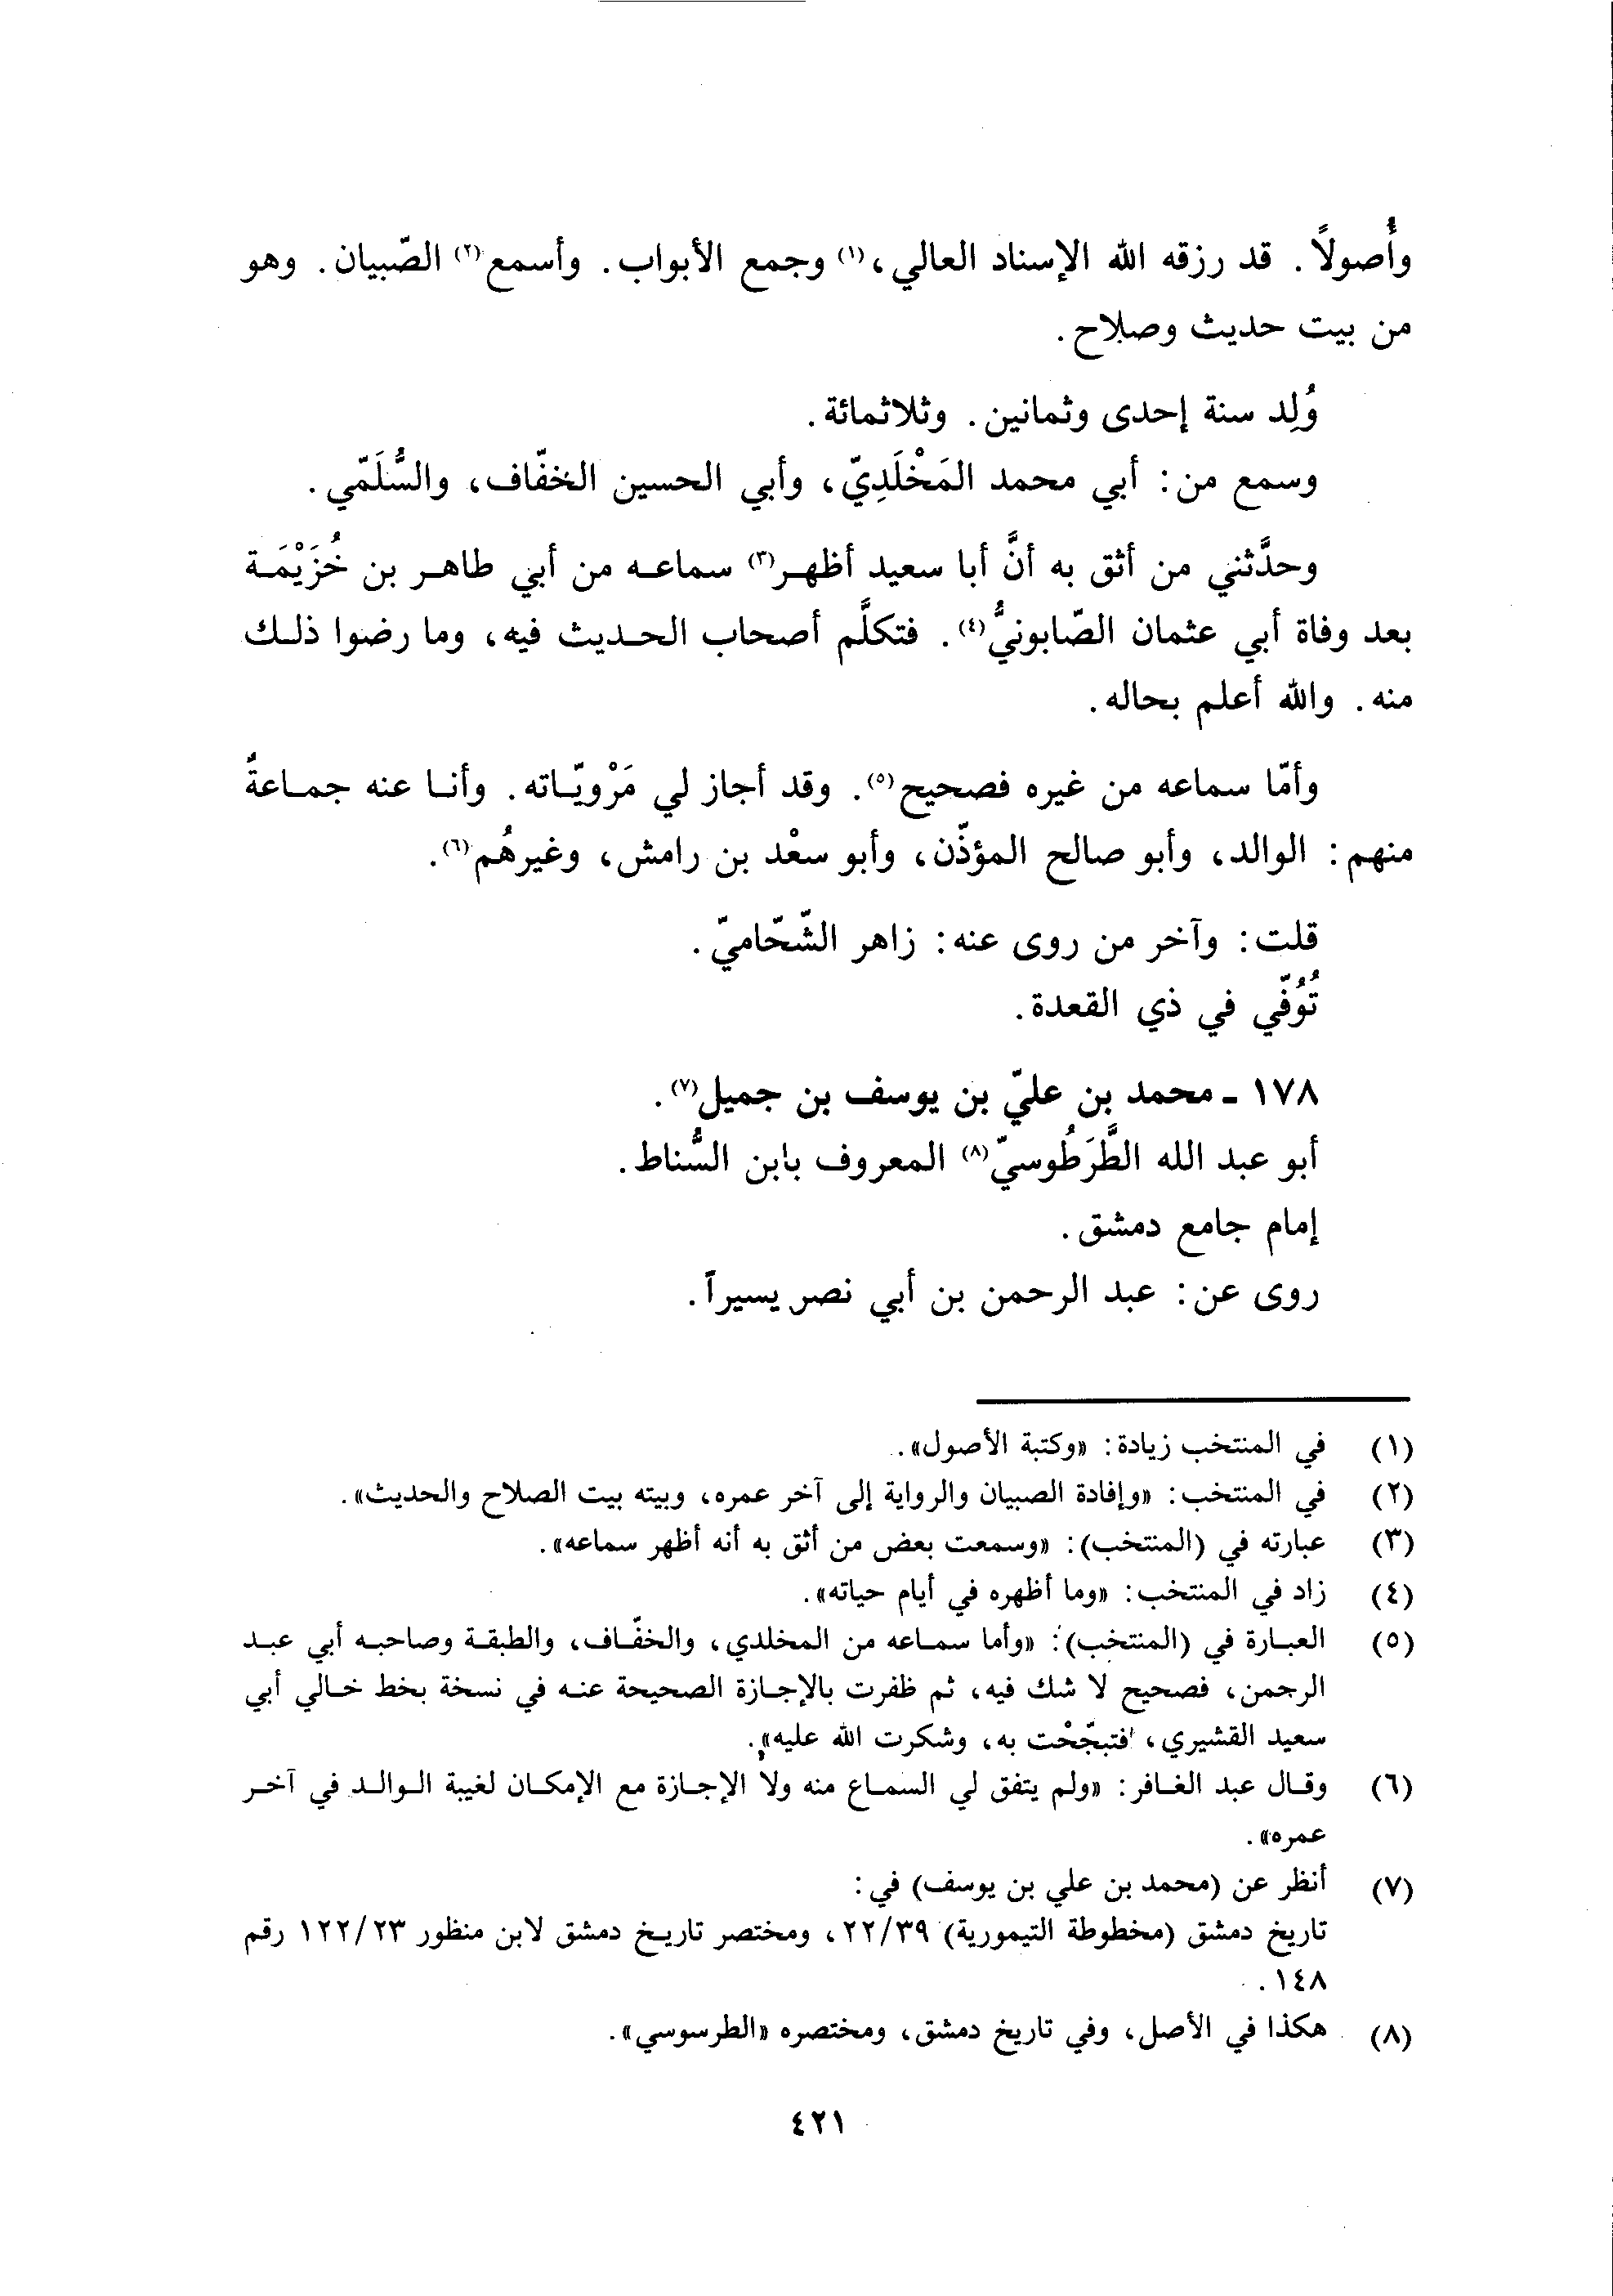 وأُصولاً. قد رزقه الله الإسناد العالي،(١) وجمع الأبواب. وأسمع(٢) الصّبيان. وهو
من بيت حديث وصلاح.
وُلِد سنة إحدى وثمانين. وثلاثمائة.
وسمع من: أبي محمد المَخْلَدِيّ، وأبي الحسين الخفّاف، والسُّلَمّي.
وحدَّثني من أثق به أنَّ أبا سعيد أظهر(٣) سماعه من أبي طاهر بن خُزَيْمَة
بعد وفاة أبي عثمان الصّابونيُّ(٤). فتكلَّم أصحاب الحديث فيه، وما رضوا ذلك
منه. والله أعلم بحاله.
وأمّا سماعه من غيره فصحيح(٥). وقد أجاز لي مَرْويّاته. وأنا عنه جماعةٌ
منهم: الوالد، وأبو صالح المؤذّن، وأبو سعْد بن رامش، وغيرهُم(٦).
قلت: وآخر من روى عنه: زاهر الشّحّاميّ.
تُوُفّي في ذي القعدة.
١٧٨ ـ محمد بن عليّ بن يوسف بن جميل(٧).
أبو عبد الله الطَّرَطُوسيّ(٨) المعروف بابن السُّناط.
إمام جامع دمشق.
روى عن: عبد الرحمن بن أبي نصر يسيراً.
(١) في المنتخب زيادة: «وكتبة الأصول».
(٢) في المنتخب: «وإفادة الصبيان والرواية إلى آخر عمره، وبيته بيت الصلاح والحديث».
(٣) عبارته في (المنتخب): «وسمعت بعض من أثق به أنه أظهر سماعه».
(٤) زاد في المنتخب: «وما أظهره في أيام حياته».
(٥) العبارة في (المنتخب): «وأما سماعه من المخلدي، والخفّاف، والطبقة وصاحبه أبي عبد
الرحمن، فصحيح لا شك فيه، ثم ظفرت بالإجازة الصحيحة عنه في نسخة بخط خالي أبي
سعيد القشيري، فتبجّحْت به، وشكرت الله عليه».
(٦) وقال عبد الغافر: «ولم يتفق لي السماع منه ولا الإجازة مع الإمكان لغيبة الوالد في آخر
عمره».
(٧) أنظر عن (محمد بن علي بن يوسف) في:
تاريخ دمشق (مخطوطة التيمورية) ٢٢/٣٩، ومختصر تاريخ دمشق لابن منظور ١٢٢/٢٣ رقم
١٤٨.
(٨) هكذا في الأصل، وفي تاريخ دمشق، ومختصره «الطرسوسي».
٤٢١